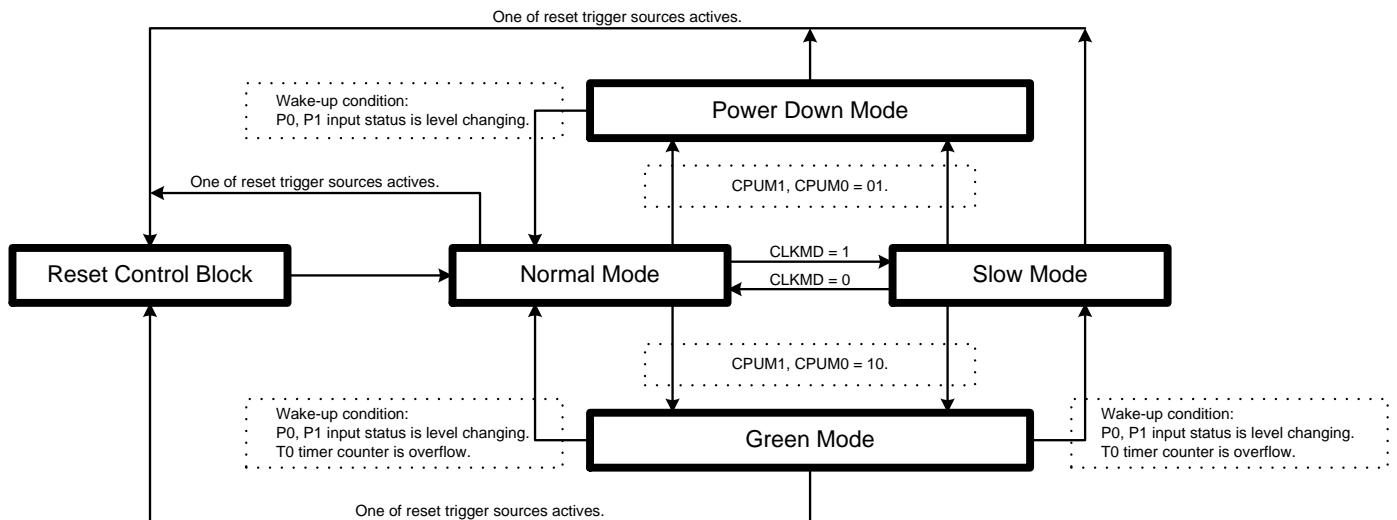 One of reset trigger sources actives.
Wake-up condition:
P0, P1 input status is level changing.
Power Down Mode
One of reset trigger sources actives.
CPUM1, CPUM0 = 01.
Reset Control Block
Normal Mode
CLKMD = 1
CLKMD = 0
Slow Mode
CPUM1, CPUM0 = 10.
Wake-up condition:
P0, P1 input status is level changing.
T0 timer counter is overflow.
Green Mode
Wake-up condition:
P0, P1 input status is level changing.
T0 timer counter is overflow.
One of reset trigger sources actives.